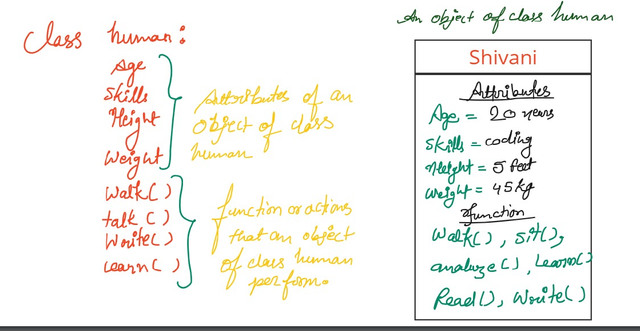 Class human:
Age
Skills
Height
Weight
Walk()
talk ()
Write()
Learn()
Attributes of an
object of class
human
function or actions
that an object
of class human
perform.
An object of class human
Shivani
Attributes
Age = 20 years
Skills = coding
Height = 5 feet
Weight = 45kg
function
Walk(), Sit(),
analyze(), Learn()
Read(), Write()